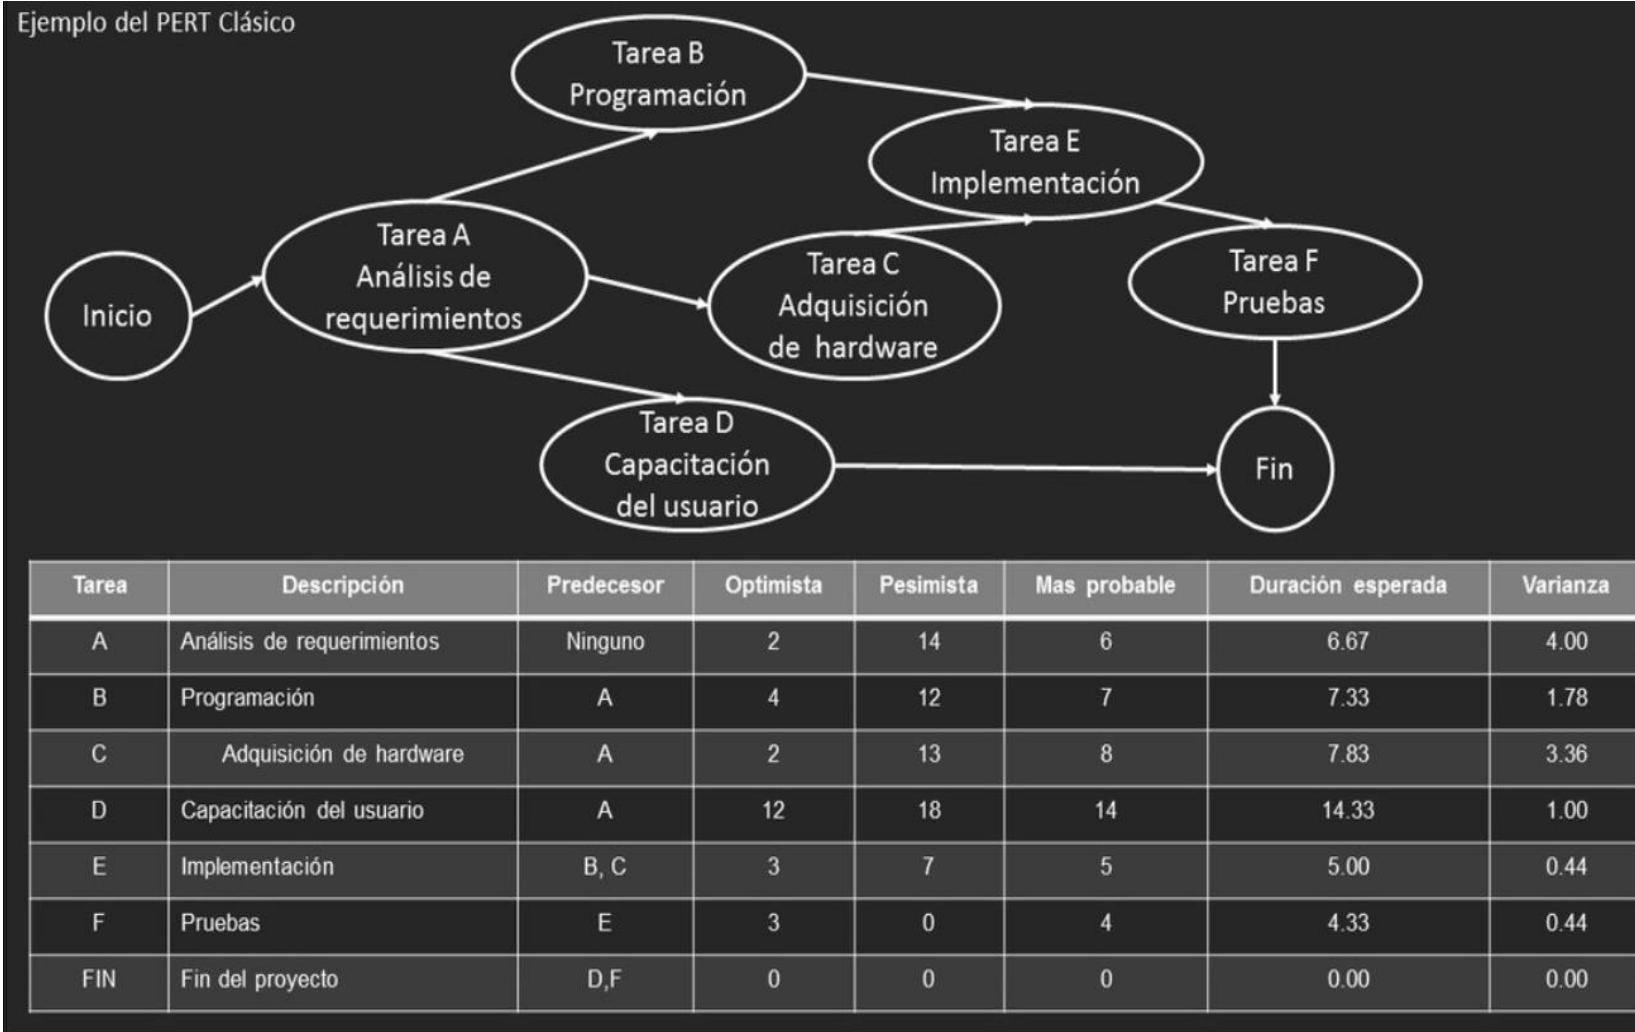 Ejemplo del PERT Clásico
Tarea B
Programación
Tarea E
Implementación
Tarea A
Análisis de
requerimientos
Inicio
Tarea C
Adquisición
de hardware
Tarea F
Pruebas
Tarea D
Capacitación
del usuario
Fin
Tarea Descripción Predecesor Optimista Pesimista Mas probable Duración esperada Varianza
A Análisis de requerimientos Ninguno 2 14 6 6.67 4.00
B Programación A 4 12 7 7.33 1.78
C Adquisición de hardware A 2 13 8 7.83 3.36
D Capacitación del usuario A 12 18 14 14.33 1.00
E Implementación B, C 3 7 5 5.00 0.44
F Pruebas E 3 0 4 4.33 0.44
FIN Fin del proyecto D,F 0 0 0 0.00 0.00